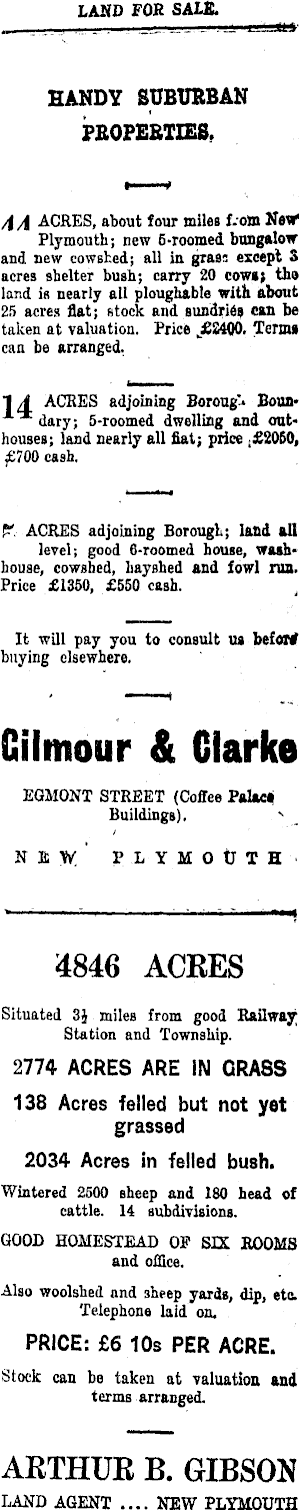 LAND FOR SALE.
HANDY SUBURBAN
PROPERTIES.
44 ACRES, about four miles from New
Plymouth; new 5-roomed bungalow
and new cowshed; all in grass except 3
acres shelter bush; carry 20 cows; the
land is nearly all ploughable with about
25 acres flat; stock and sundries can be
taken at valuation. Price £2400. Terms
can be arranged.
14 ACRES adjoining Borough Boun-
dary; 5-roomed dwelling and out-
houses; land nearly all flat; price £2050,
£700 cash.
ACRES adjoining Borough; land all
level; good 6-roomed house, wash-
house, cowshed, hayshed and fowl run.
Price £1350, £550 cash.
It will pay you to consult us before
buying elsewhere.
Gilmour & Clarke
EGMONT STREET (Coffee Palace
Buildings).
NEW PLYMOUTH
4846 ACRES
Situated 3½ miles from good Railway
Station and Township.
2774 ACRES ARE IN GRASS
138 Acres felled but not yet
grassed
2034 Acres in felled bush.
Wintered 2500 sheep and 180 head of
cattle. 14 subdivisions.
GOOD HOMESTEAD OF SIX ROOMS
and office.
Also woolshed and sheep yards, dip, etc.
Telephone laid on.
PRICE: £6 10s PER ACRE.
Stock can be taken at valuation and
terms arranged.
ARTHUR B. GIBSON
LAND AGENT .... NEW PLYMOUTH